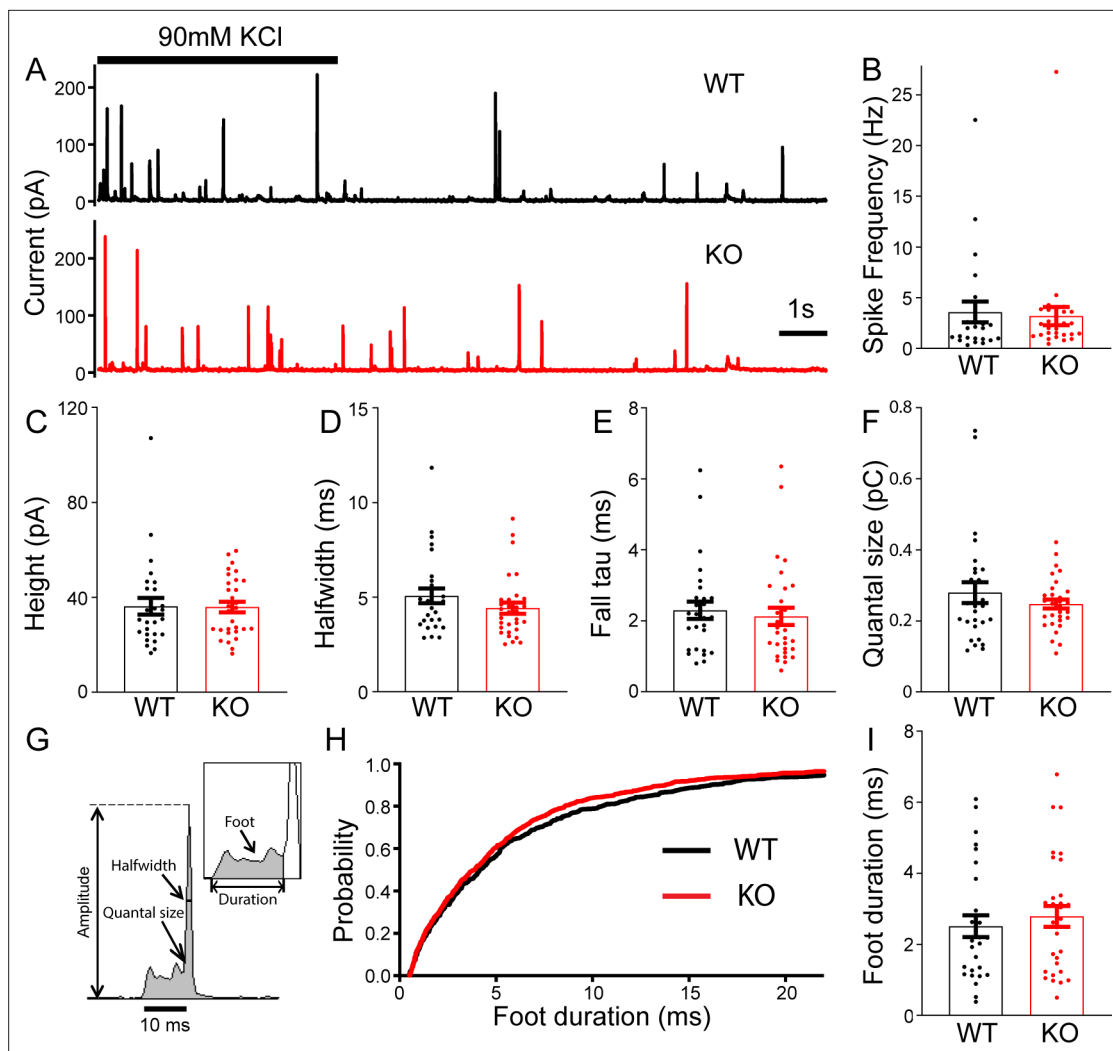 90mM KCl
A
WT
200
100
0
KO
200
100
0
Current (pA)
1s
B
Spike Frequency (Hz)
25
20
15
10
5
0
WT KO
C
Height (pA)
120
80
40
0
WT KO
D
Halfwidth (ms)
15
10
5
0
WT KO
E
Fall tau (ms)
8
6
4
2
0
WT KO
F
Quantal size (pC)
0.8
0.6
0.4
0.2
0
WT KO
G
Amplitude
Halfwidth
Quantal size
Foot
Duration
10 ms
H
Probability
1.0
0.8
0.6
0.4
0.2
0.0
WT
KO
0 5 10 15 20
Foot duration (ms)
I
Foot duration (ms)
8
6
4
2
0
WT KO